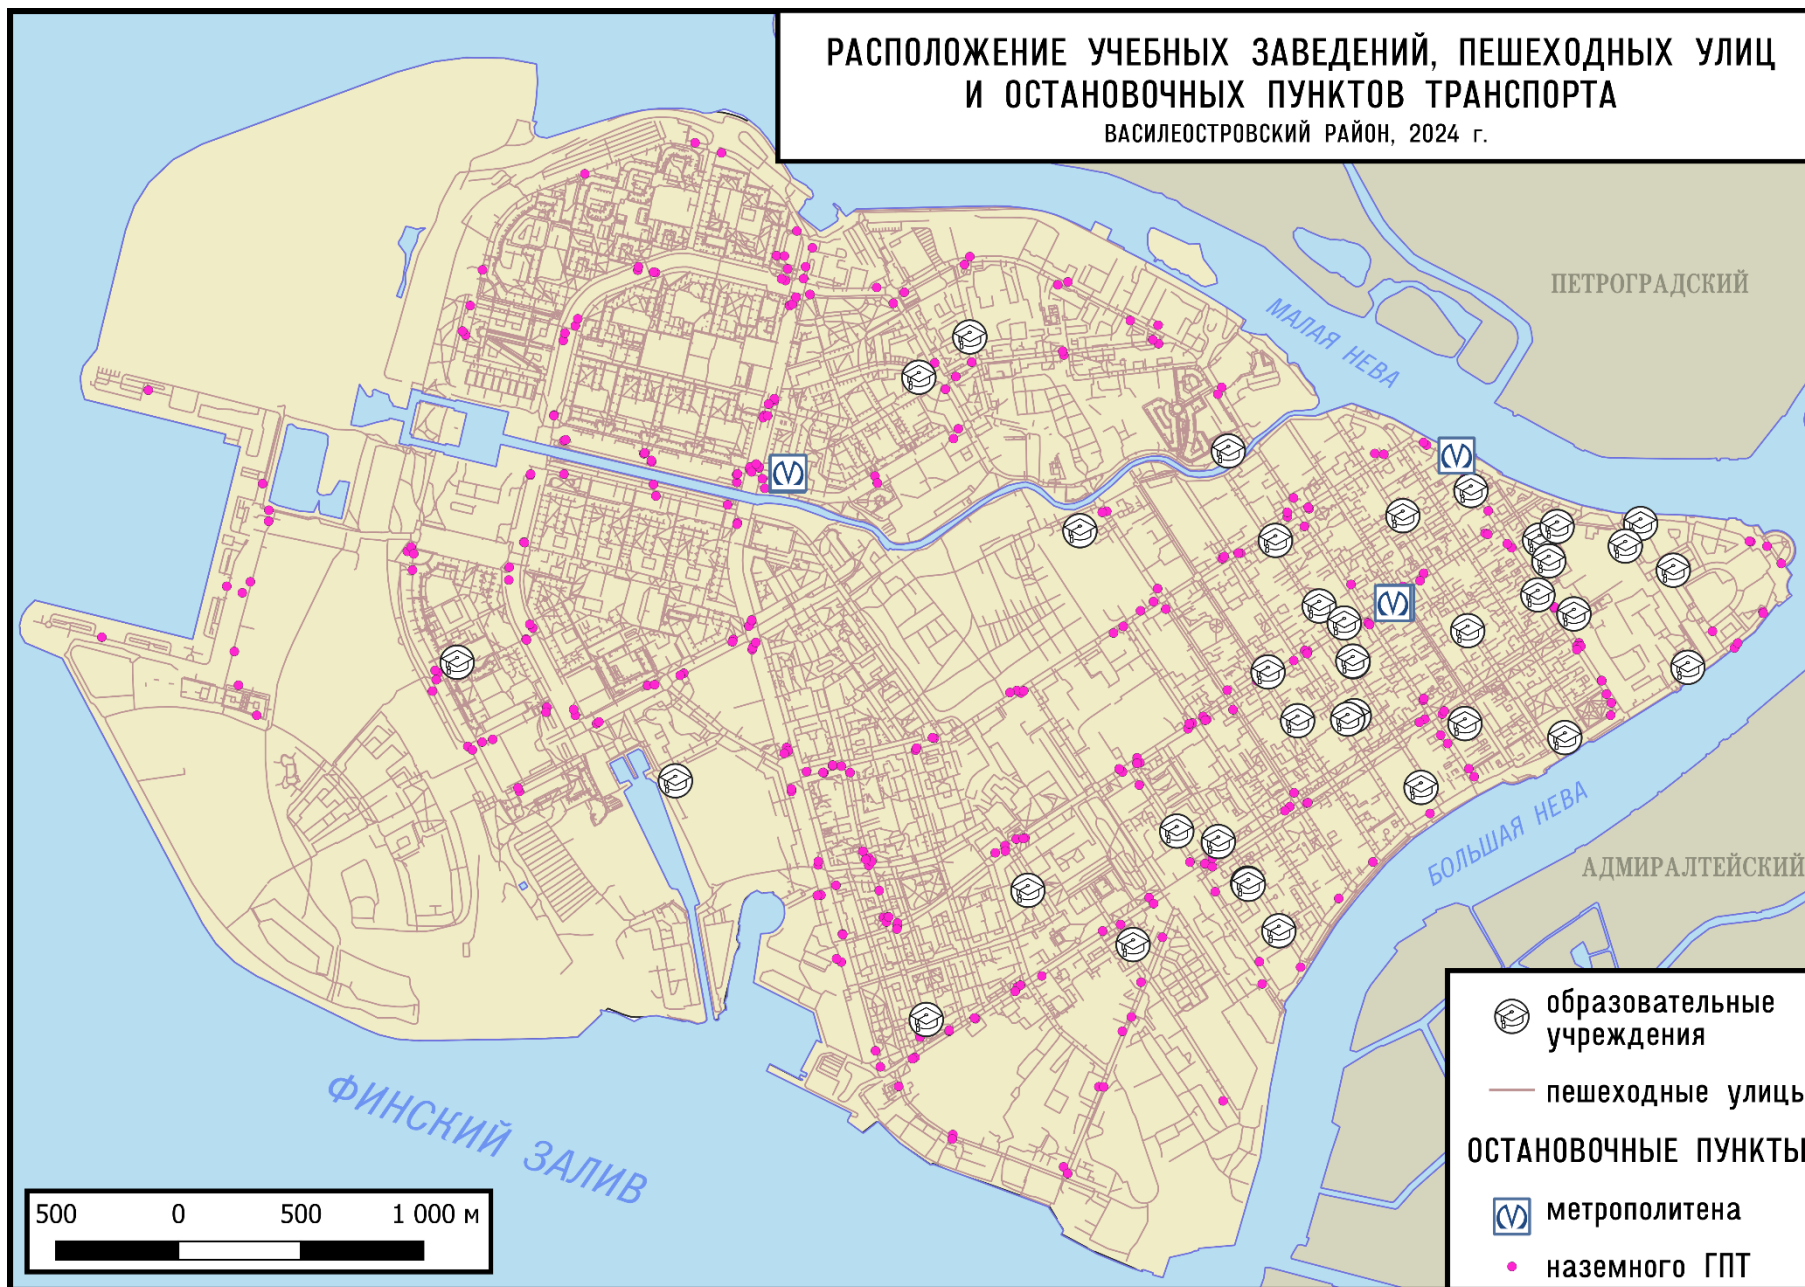 РАСПОЛОЖЕНИЕ УЧЕБНЫХ ЗАВЕДЕНИЙ, ПЕШЕХОДНЫХ УЛИЦ
И ОСТАНОВОЧНЫХ ПУНКТОВ ТРАНСПОРТА
ВАСИЛЕОСТРОВСКИЙ РАЙОН, 2024 г.
ПЕТРОГРАДСКИЙ
МАЛАЯ НЕВА
БОЛЬШАЯ НЕВА
АДМИРАЛТЕЙСКИЙ
ФИНСКИЙ ЗАЛИВ
образовательные
учреждения
пешеходные улицы
ОСТАНОВОЧНЫЕ ПУНКТЫ
метрополитена
наземного ГПТ
500 0 500 1 000 м